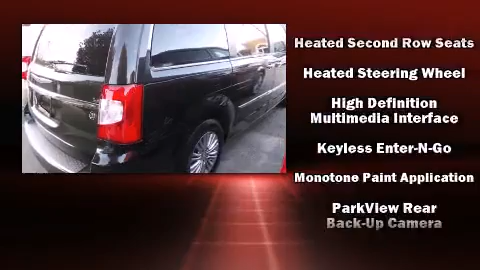 Heated Second Row Seats
Heated Steering Wheel
High Definition
Multimedia Interface
Keyless Enter-N-Go
Monotone Paint Application
ParkView Rear
Back-Up Camera